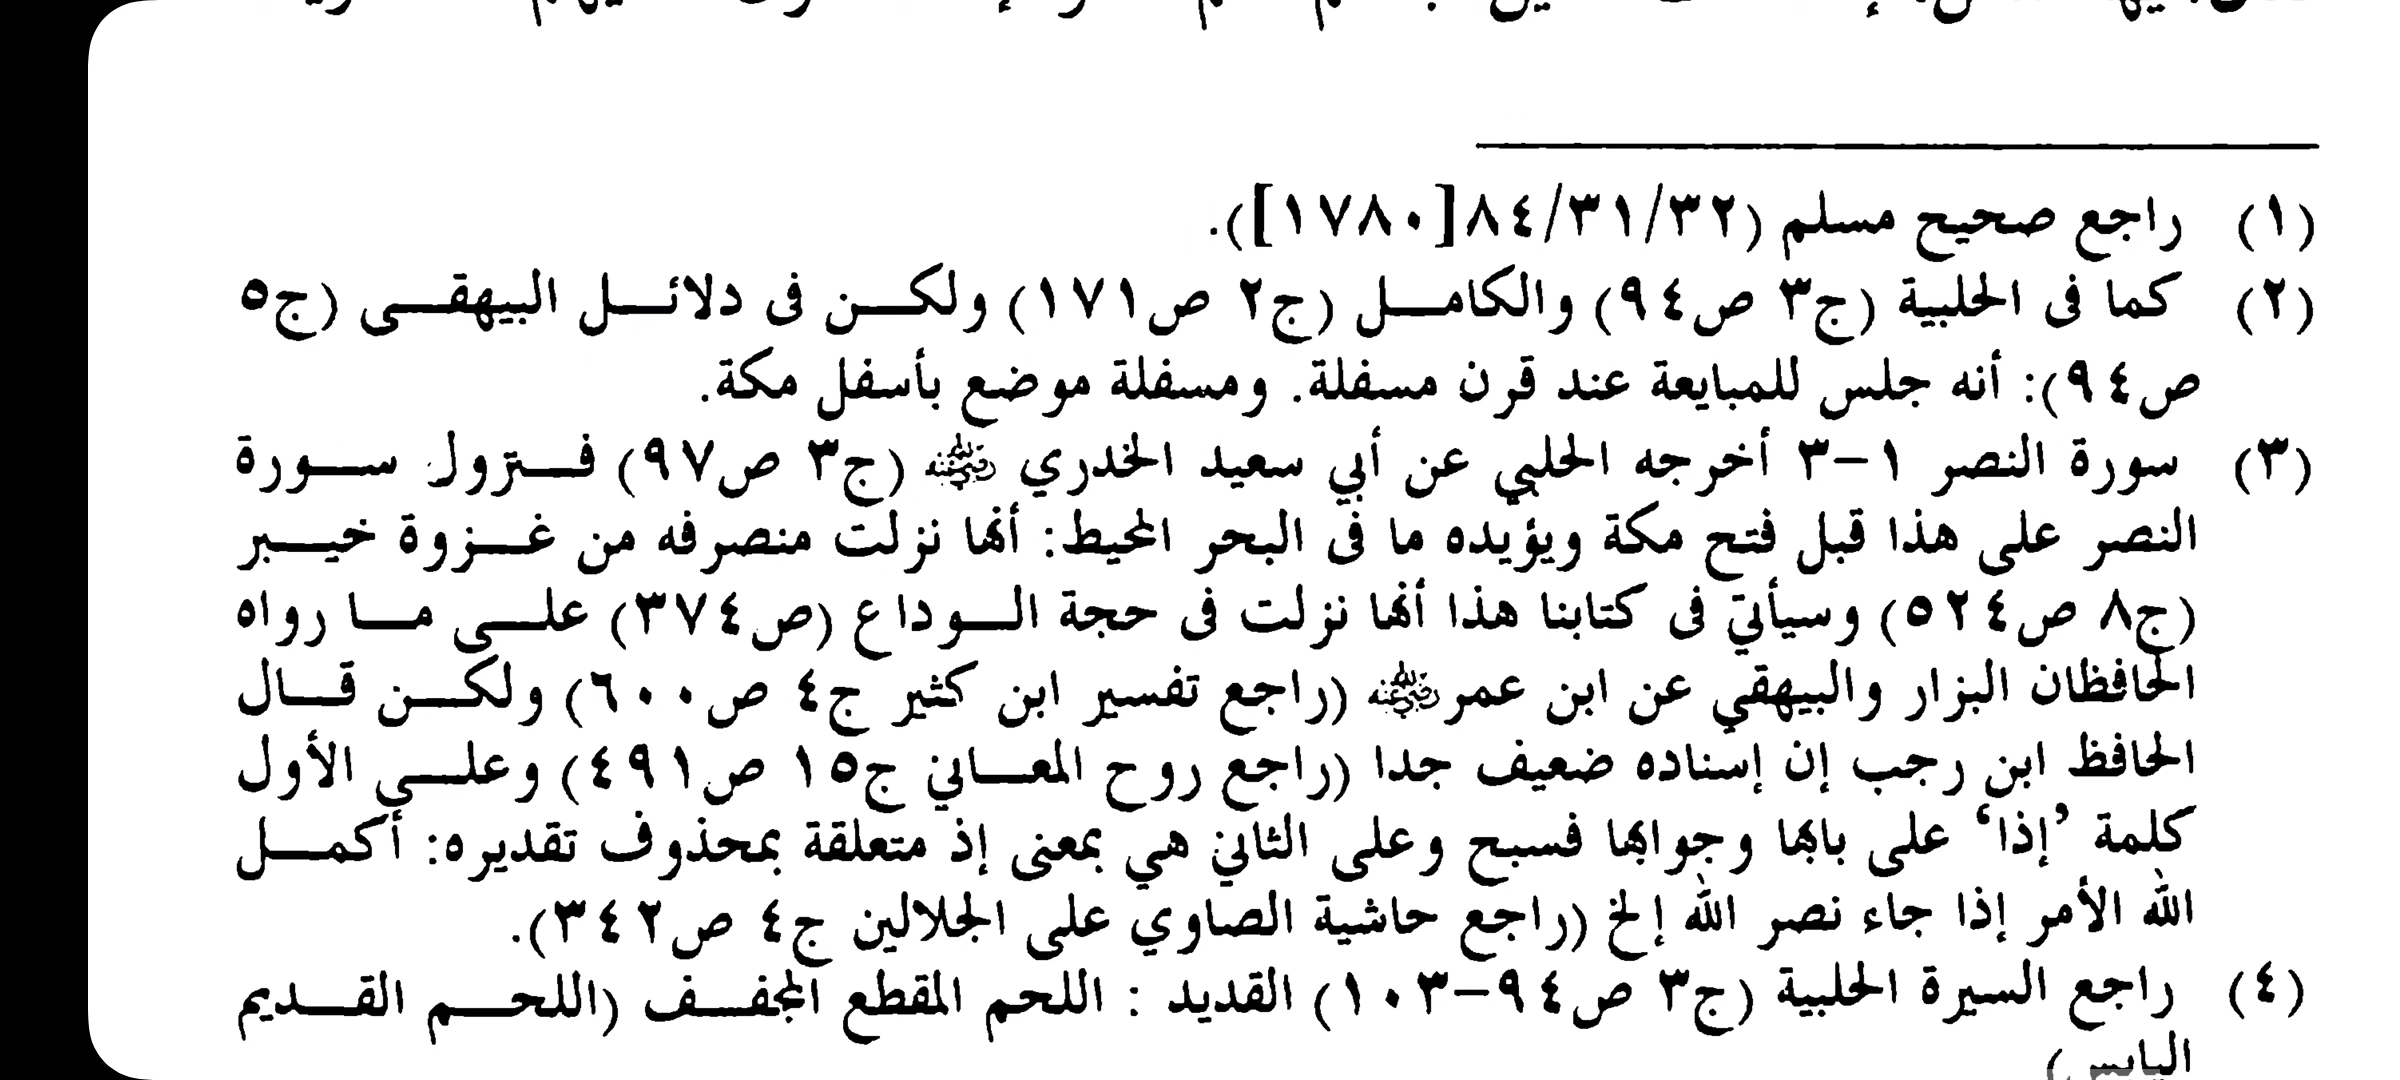 (١) راجع صحيح مسلم (٨٤/٣١/٣٢[١٧٨٠]).
(٢) كما فى الحلبية (ج٣ ص٩٤) والكامل (ج٢ ص١٧١) ولكن فى دلائل البيهقى (ج٥
ص٩٤): أنه جلس للمبايعة عند قرن مسفلة. ومسفلة موضع بأسفل مكة.
(٣) سورة النصر ١-٣ أخرجه الحلبي عن أبي سعيد الخدري ﷺ (ج٣ ص٩٧) فنزول سورة
النصر على هذا قبل فتح مكة ويؤيده ما فى البحر المحيط: أنها نزلت منصرفه من غزوة خيبر
(ج٨ ص٥٢٤) وسيأتي فى كتابنا هذا أنها نزلت فى حجة الوداع (ص٣٧٤) على ما رواه
الحافظان البزار والبيهقي عن ابن عمر ﷺ (راجع تفسير ابن كثير ج٤ ص٦٠٠) ولكن قال
الحافظ ابن رجب إن إسناده ضعيف جدا (راجع روح المعاني ج١٥ ص٤٩١) وعلى الأول
كلمة ’إذا‘ على بابها وجوابها فسبح وعلى الثاني هي بمعنى إذ متعلقة بمحذوف تقديره: أكمل
الله الأمر إذا جاء نصر الله إلخ (راجع حاشية الصاوي على الجلالين ج٤ ص٣٤٢).
(٤) راجع السيرة الحلبية (ج٣ ص٩٤-١٠٣) القديد : اللحم المقطع المجفف (اللحم القديم
اليابس)